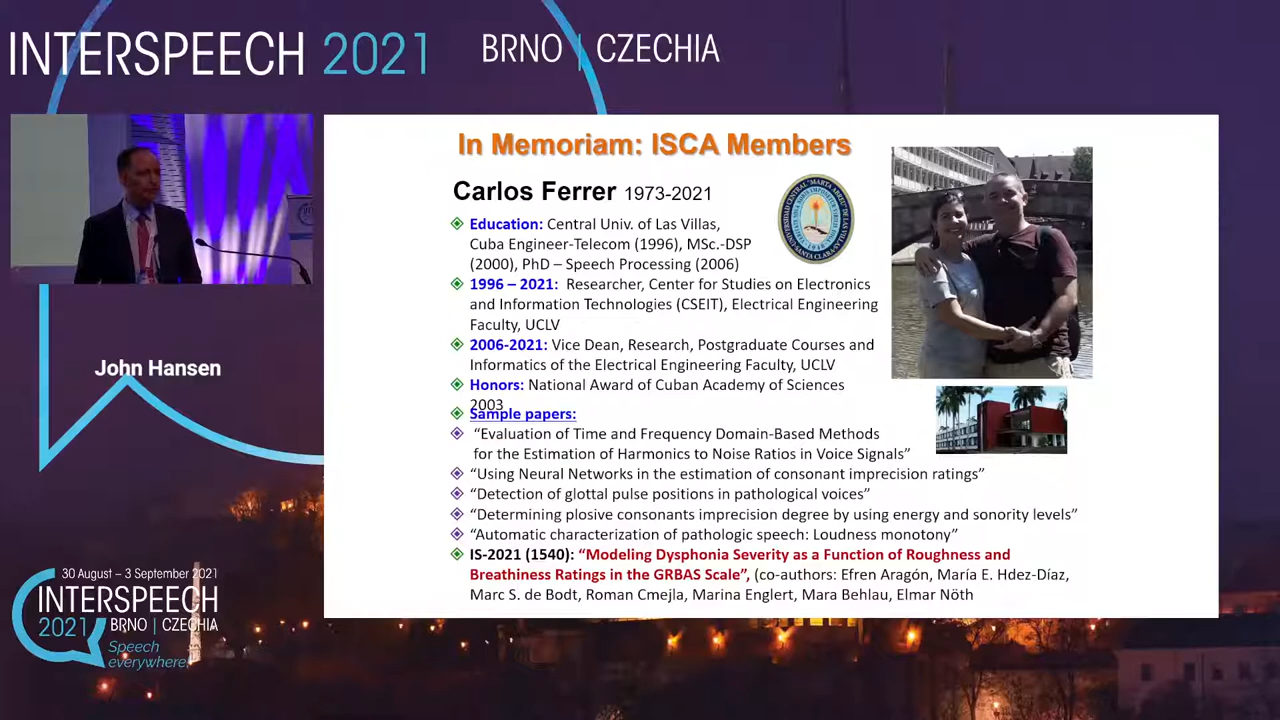 INTERSPEECH 2021
BRNO | CZECHIA
In Memoriam: ISCA Members
Carlos Ferrer 1973-2021
Education: Central Univ. of Las Villas,
Cuba Engineer-Telecom (1996), MSc.-DSP
(2000), PhD – Speech Processing (2006)
1996 – 2021: Researcher, Center for Studies on Electronics
and Information Technologies (CSEIT), Electrical Engineering
Faculty, UCLV
2006-2021: Vice Dean, Research, Postgraduate Courses and
Informatics of the Electrical Engineering Faculty, UCLV
Honors: National Award of Cuban Academy of Sciences
2003
Sample papers:
“Evaluation of Time and Frequency Domain-Based Methods
for the Estimation of Harmonics to Noise Ratios in Voice Signals”
“Using Neural Networks in the estimation of consonant imprecision ratings”
“Detection of glottal pulse positions in pathological voices”
“Determining plosive consonants imprecision degree by using energy and sonority levels”
“Automatic characterization of pathologic speech: Loudness monotony”
IS-2021 (1540): “Modeling Dysphonia Severity as a Function of Roughness and
Breathiness Ratings in the GRBAS Scale”, (co-authors: Efren Aragón, María E. Hdez-Díaz,
Marc S. de Bodt, Roman Cmejla, Marina Englert, Mara Behlau, Elmar Nöth
John Hansen
30 August – 3 September 2021
INTERSPEECH
2021 BRNO | CZECHIA
Speech
everywhere!